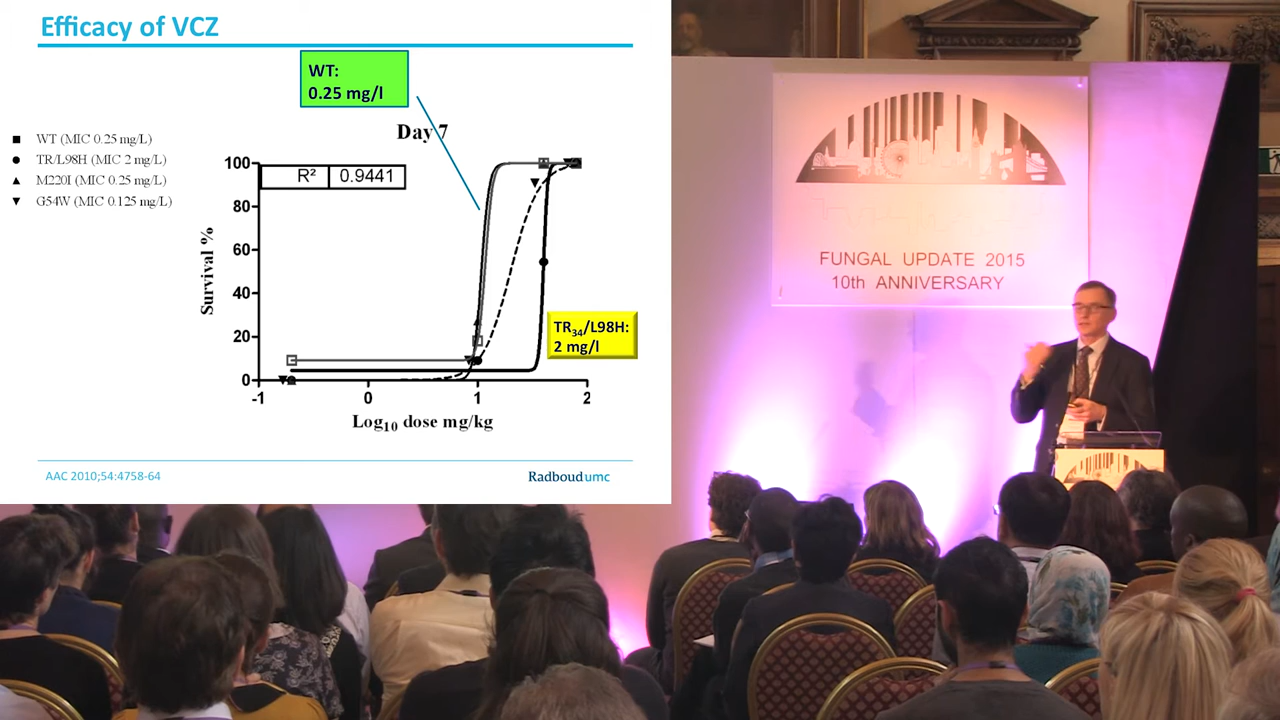 Efficacy of VCZ
WT:
0.25 mg/l
WT (MIC 0.25 mg/L)
TR/L98H (MIC 2 mg/L)
M220I (MIC 0.25 mg/L)
G54W (MIC 0.125 mg/L)
Day 7
R² 0.9441
100
80
60
40
20
0
Survival %
-1 0 1 2
Log₁₀ dose mg/kg
TR₃₄/L98H:
2 mg/l
AAC 2010;54:4758-64
Radboudumc
FUNGAL UPDATE 2015
10th ANNIVERSARY